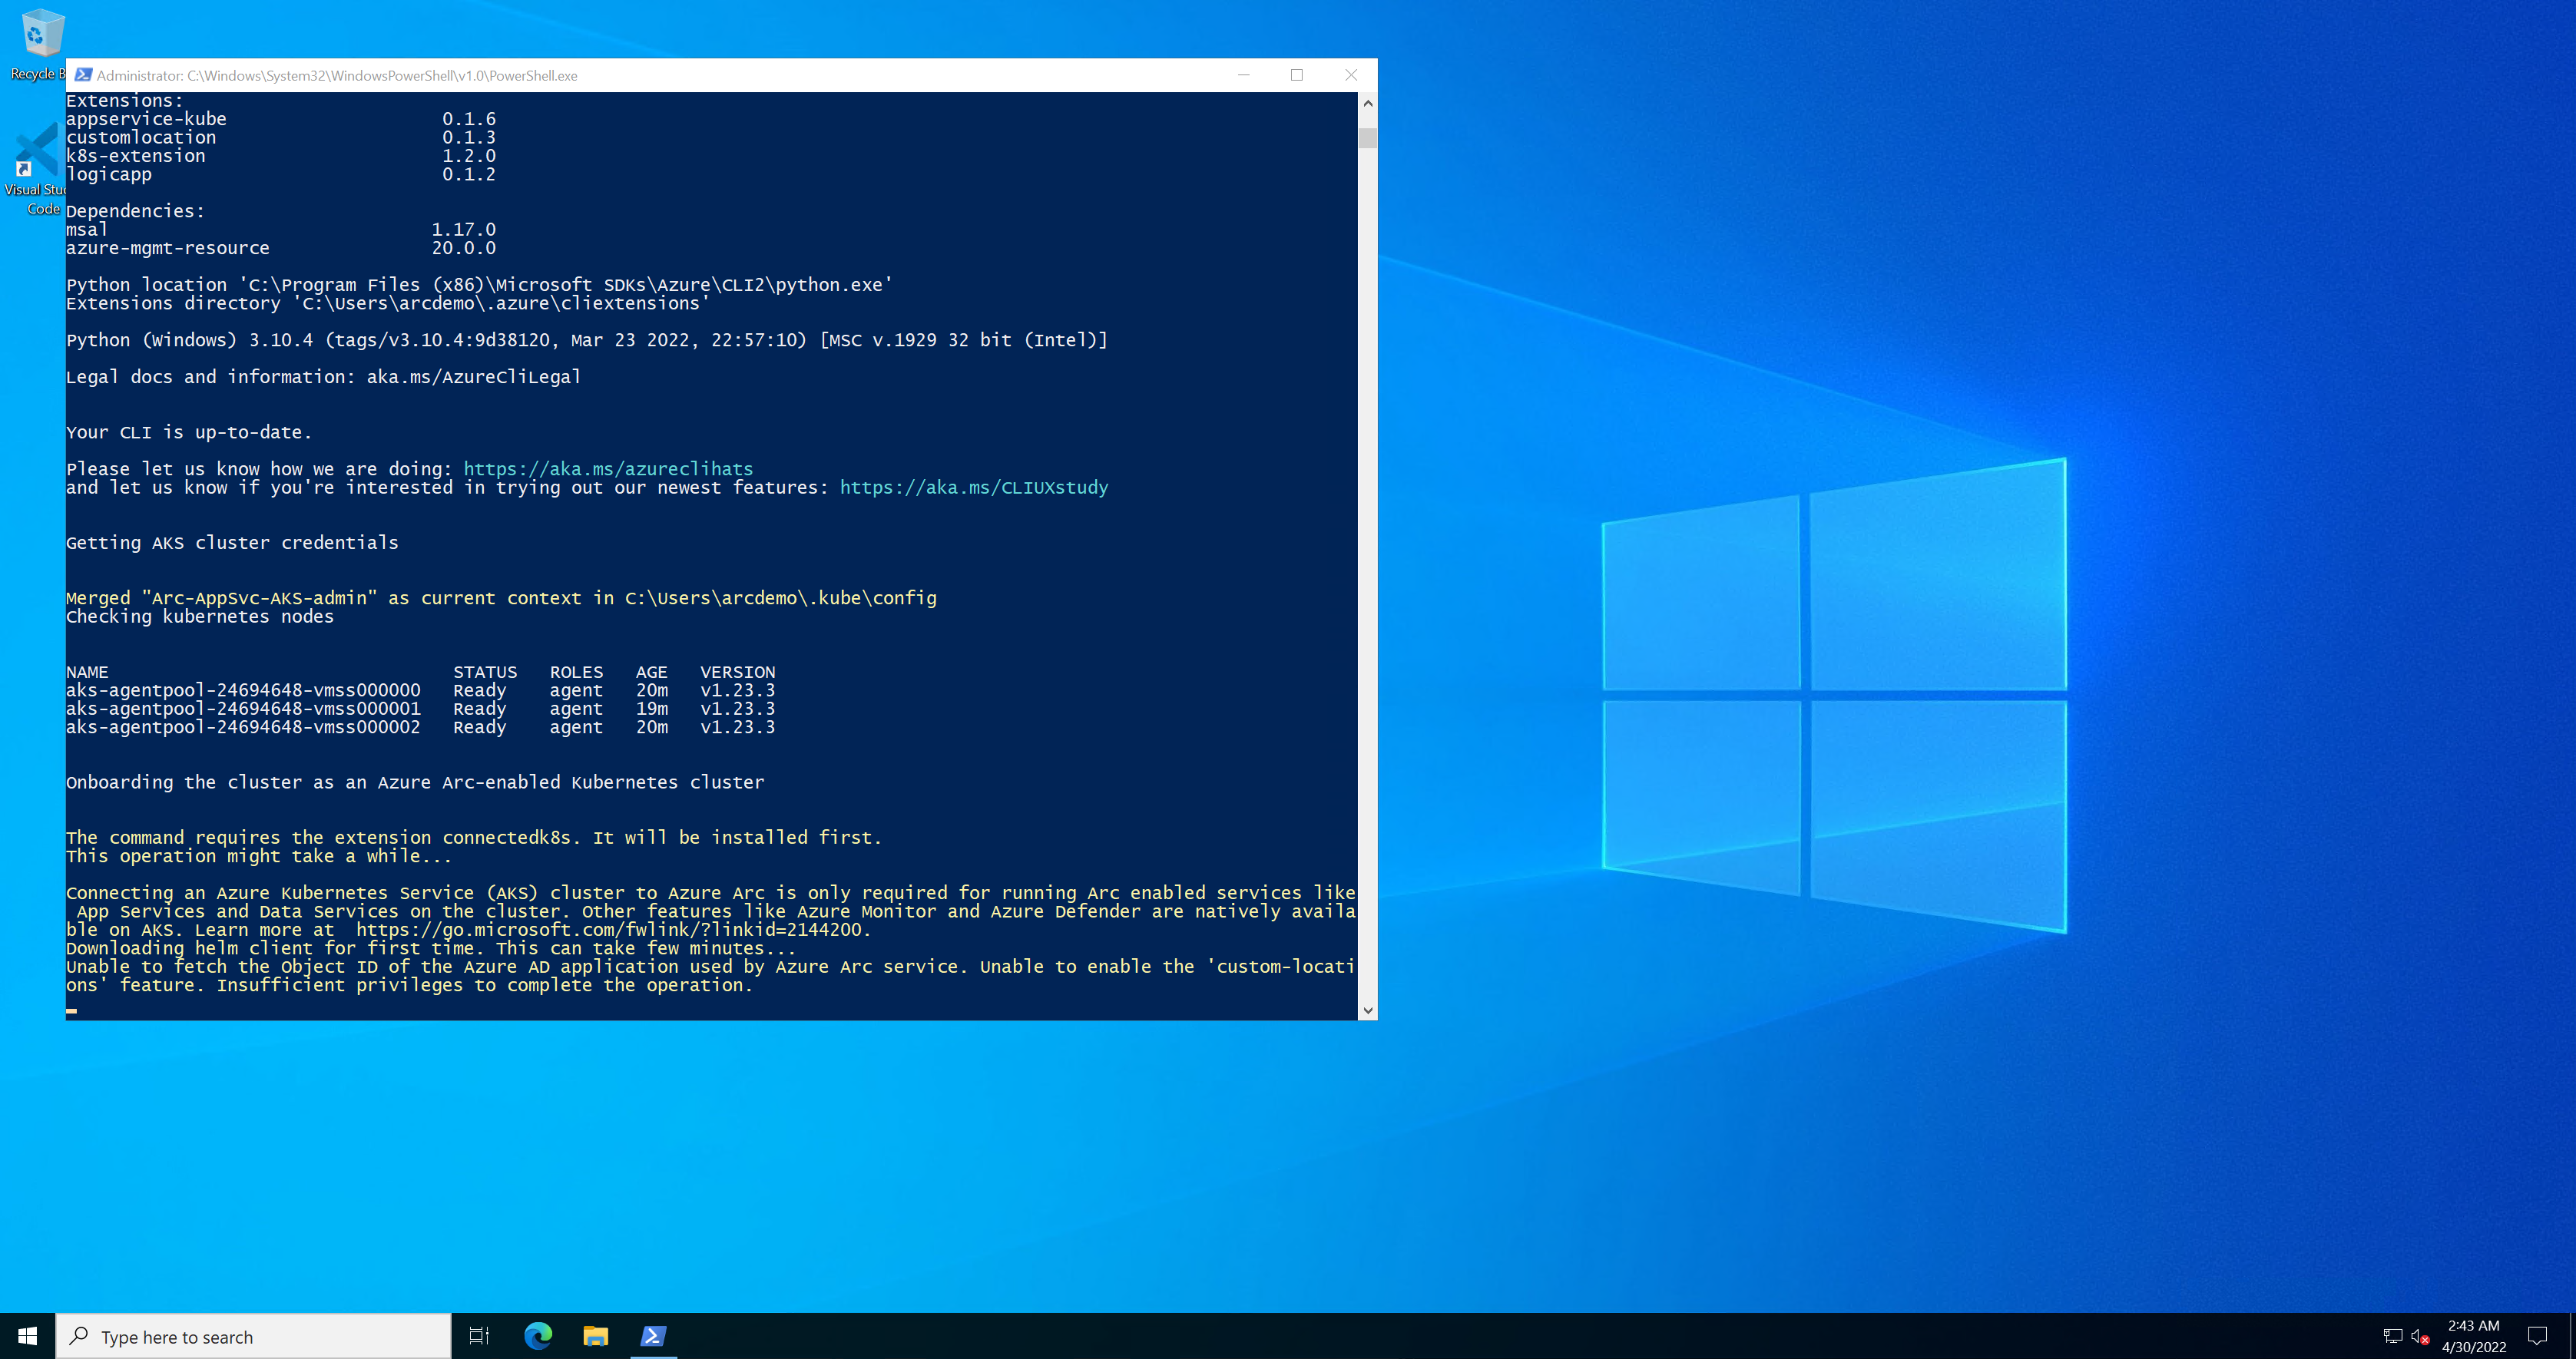 Recycle B
Visual Stu
Code
Administrator: C:\Windows\System32\WindowsPowerShell\v1.0\PowerShell.exe
Extensions:
appservice-kube 0.1.6
customlocation 0.1.3
k8s-extension 1.2.0
logicapp 0.1.2
Dependencies:
msal 1.17.0
azure-mgmt-resource 20.0.0
Python location 'C:\Program Files (x86)\Microsoft SDKs\Azure\CLI2\python.exe'
Extensions directory 'C:\Users\arcdemo\.azure\cliextensions'
Python (Windows) 3.10.4 (tags/v3.10.4:9d38120, Mar 23 2022, 22:57:10) [MSC v.1929 32 bit (Intel)]
Legal docs and information: aka.ms/AzureCliLegal
Your CLI is up-to-date.
Please let us know how we are doing: https://aka.ms/azureclihats
and let us know if you're interested in trying out our newest features: https://aka.ms/CLIUXstudy
Getting AKS cluster credentials
Merged "Arc-AppSvc-AKS-admin" as current context in C:\Users\arcdemo\.kube\config
Checking kubernetes nodes
NAME STATUS ROLES AGE VERSION
aks-agentpool-24694648-vmss000000 Ready agent 20m v1.23.3
aks-agentpool-24694648-vmss000001 Ready agent 19m v1.23.3
aks-agentpool-24694648-vmss000002 Ready agent 20m v1.23.3
Onboarding the cluster as an Azure Arc-enabled Kubernetes cluster
The command requires the extension connectedk8s. It will be installed first.
This operation might take a while...
Connecting an Azure Kubernetes Service (AKS) cluster to Azure Arc is only required for running Arc enabled services like
App Services and Data Services on the cluster. Other features like Azure Monitor and Azure Defender are natively availa
ble on AKS. Learn more at  https://go.microsoft.com/fwlink/?linkid=2144200.
Downloading helm client for first time. This can take few minutes...
Unable to fetch the Object ID of the Azure AD application used by Azure Arc service. Unable to enable the 'custom-locati
ons' feature. Insufficient privileges to complete the operation.
Type here to search
2:43 AM
4/30/2022